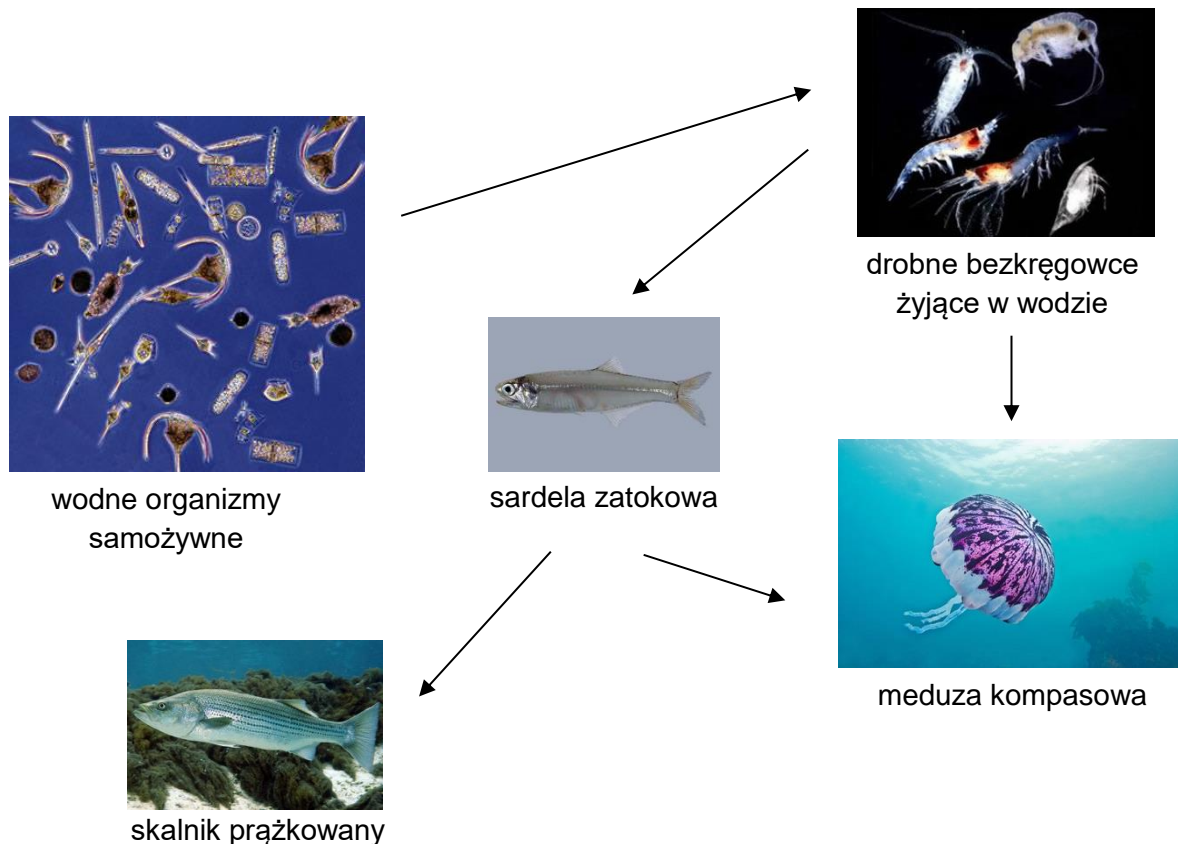 drobne bezkręgowce
żyjące w wodzie
wodne organizmy
samożywne
sardela zatokowa
meduza kompasowa
skalnik prążkowany